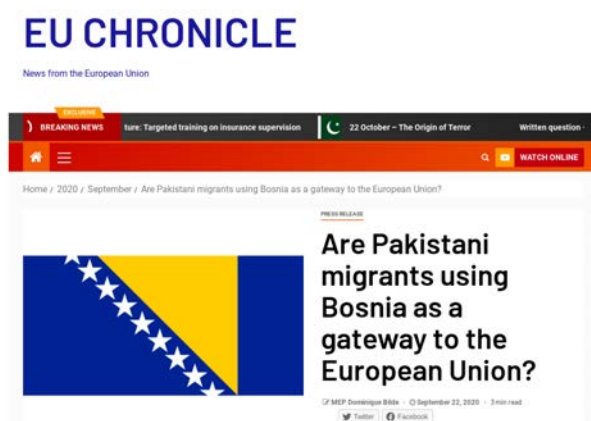 EU CHRONICLE
News from the European Union
EXCLUSIVE
BREAKING NEWS ture: Targeted training on insurance supervision 22 October – The Origin of Terror Written question -
WATCH ONLINE
Home / 2020 / September / Are Pakistani migrants using Bosnia as a gateway to the European Union?
PRESS RELEASE
Are Pakistani
migrants using
Bosnia as a
gateway to the
European Union?
MEP Dominique Bilde · September 22, 2020 · 3 min read
Twitter Facebook